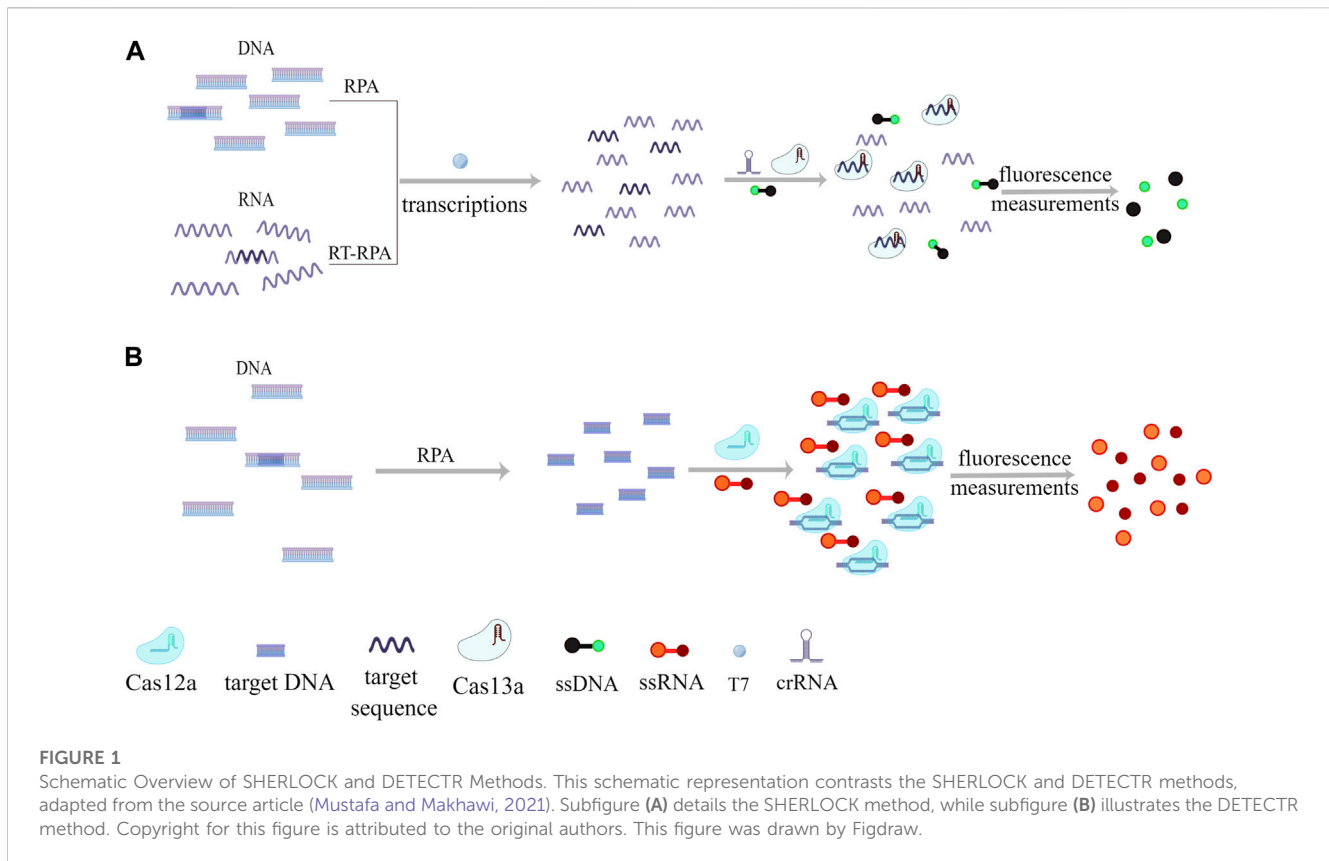 A
DNA
RPA
RNA
RT-RPA
transcriptions
fluorescence
measurements
B
DNA
RPA
fluorescence
measurements
Cas12a
target DNA
target
sequence
Cas13a
ssDNA
ssRNA
T7
crRNA
FIGURE 1
Schematic Overview of SHERLOCK and DETECTR Methods. This schematic representation contrasts the SHERLOCK and DETECTR methods,
adapted from the source article (Mustafa and Makhawi, 2021). Subfigure (A) details the SHERLOCK method, while subfigure (B) illustrates the DETECTR
method. Copyright for this figure is attributed to the original authors. This figure was drawn by Figdraw.